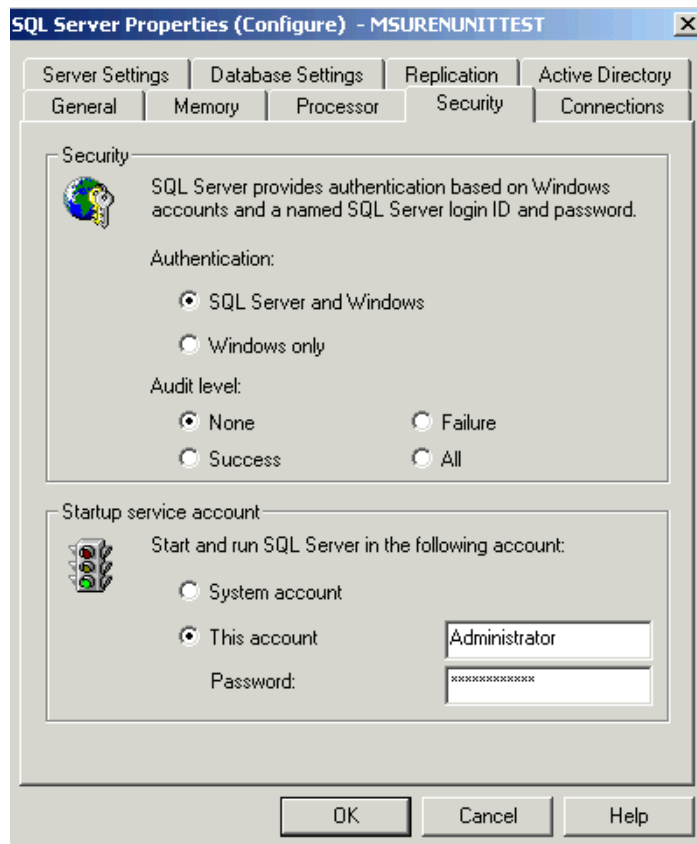 SQL Server Properties (Configure) - MSURENUNITTEST
Server Settings Database Settings Replication Active Directory
General Memory Processor Security Connections
Security
SQL Server provides authentication based on Windows
accounts and a named SQL Server login ID and password.
Authentication:
SQL Server and Windows
Windows only
Audit level:
None Failure
Success All
Startup service account
Start and run SQL Server in the following account:
System account
This account Administrator
Password: ************
OK Cancel Help